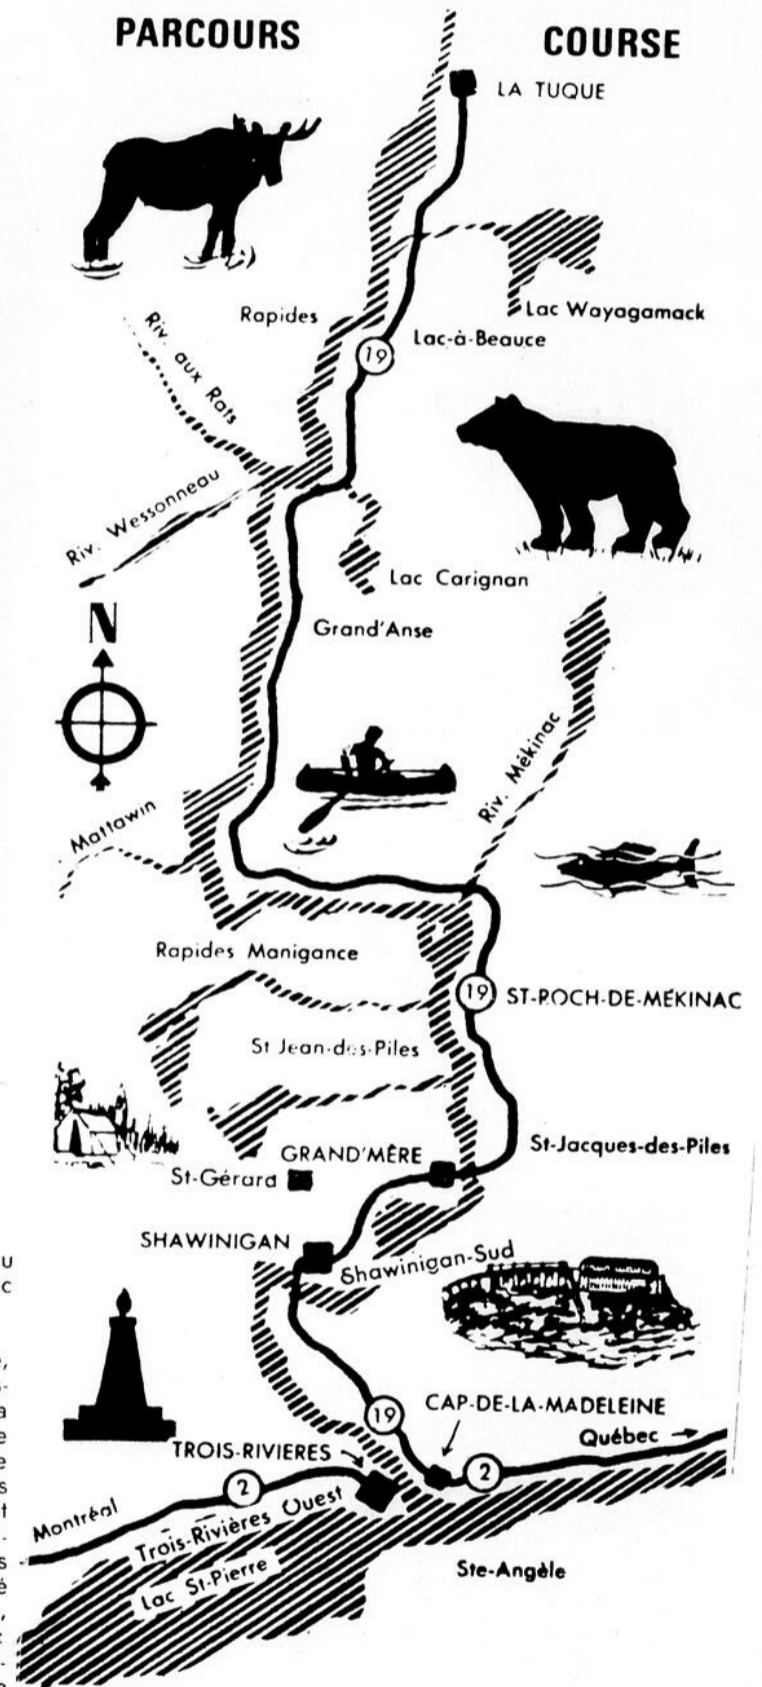 PARCOURS COURSE
LA TUQUE
Lac Wayagamack
Rapides
Lac-à-Beauce
Riv. aux Rats
19
Riv. Wessonneau
Lac Carignan
N
Grand'Anse
Riv. Mékinac
Mattawin
Rapides Manigance
19
ST-ROCH-DE-MÉKINAC
St Jean-des-Piles
St-Jacques-des-Piles
GRAND'MÊRE
St-Gérard
SHAWINIGAN
Shawinigan-Sud
19
CAP-DE-LA-MADELEINE
Québec
TROIS-RIVIERES
2
2
Montréal
Trois-Rivières Ouest
Lac St-Pierre
Ste-Angèle